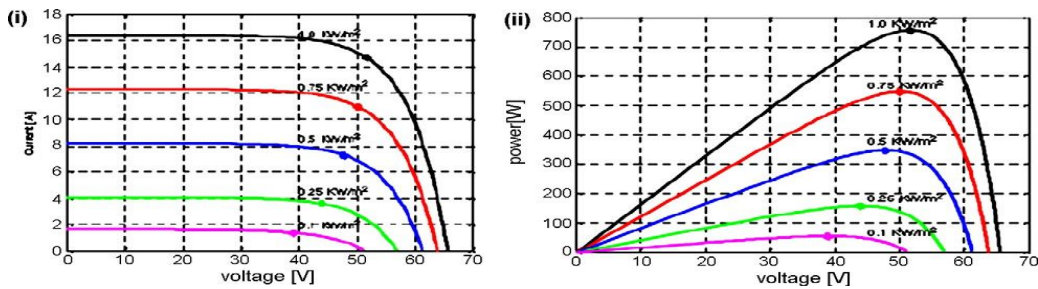 (i)
18
16
14
12
10
8
6
4
2
0
current[A]
1.0 KW/m²
0.75 KW/m²
0.5 KW/m²
0.25 KW/m²
0.1 KW/m²
0 10 20 30 40 50 60 70
voltage [V]
(ii)
800
700
600
500
400
300
200
100
0
power[W]
1.0 KW/m²
0.75 KW/m²
0.5 KW/m²
0.25 KW/m²
0.1 KW/m²
0 10 20 30 40 50 60 70
voltage [V]